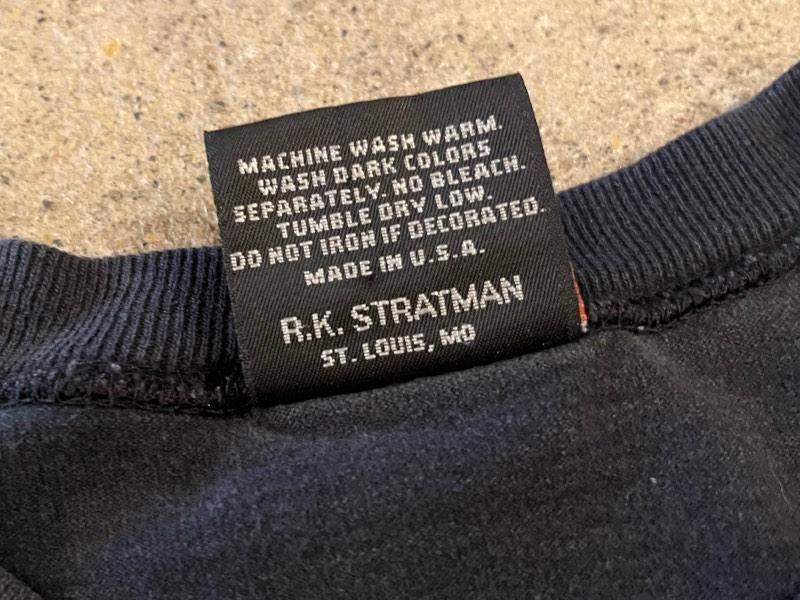 MACHINE WASH WARM.
WASH DARK COLORS
SEPARATELY. NO BLEACH.
TUMBLE DRY LOW.
DO NOT IRON IF DECORATED.
MADE IN U.S.A.
R.K. STRATMAN
ST. LOUIS, MO